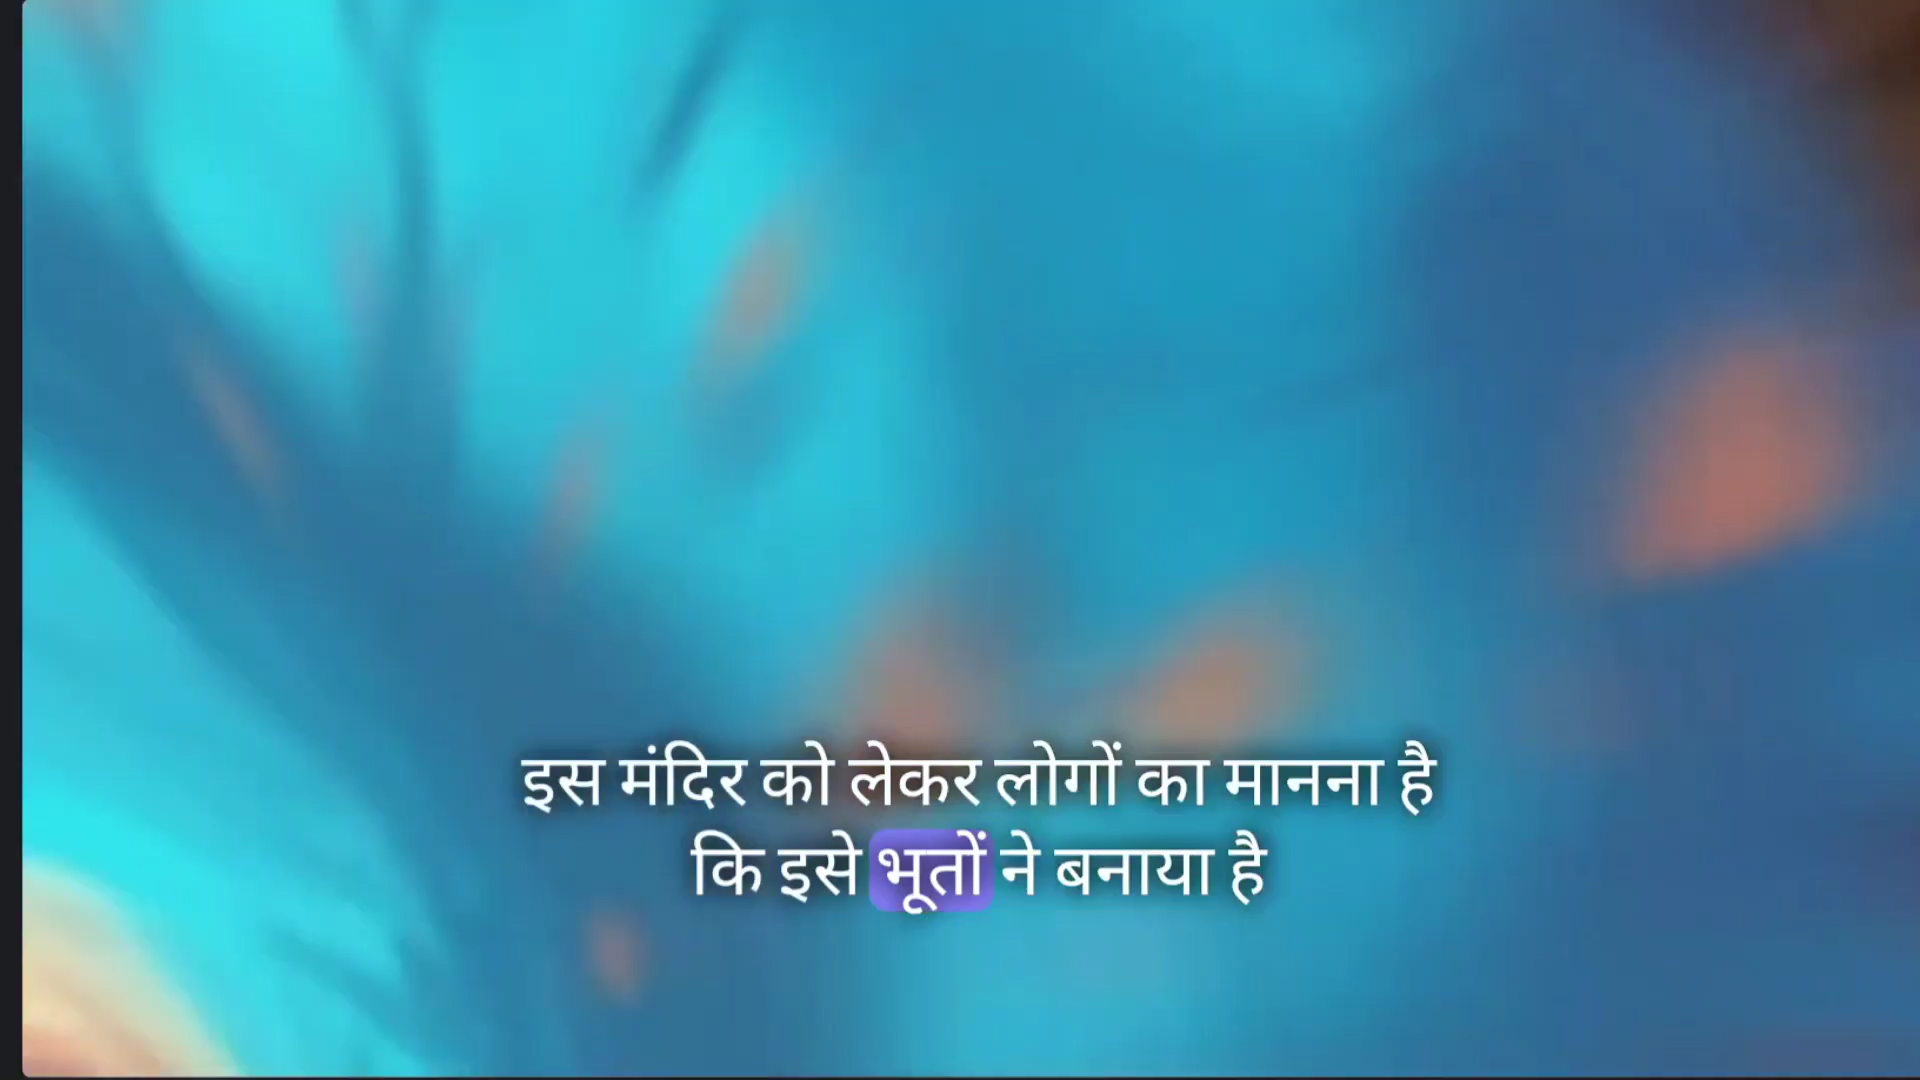 इस मंदिर को लेकर लोगों का मानना है
कि इसे भूतों ने बनाया है